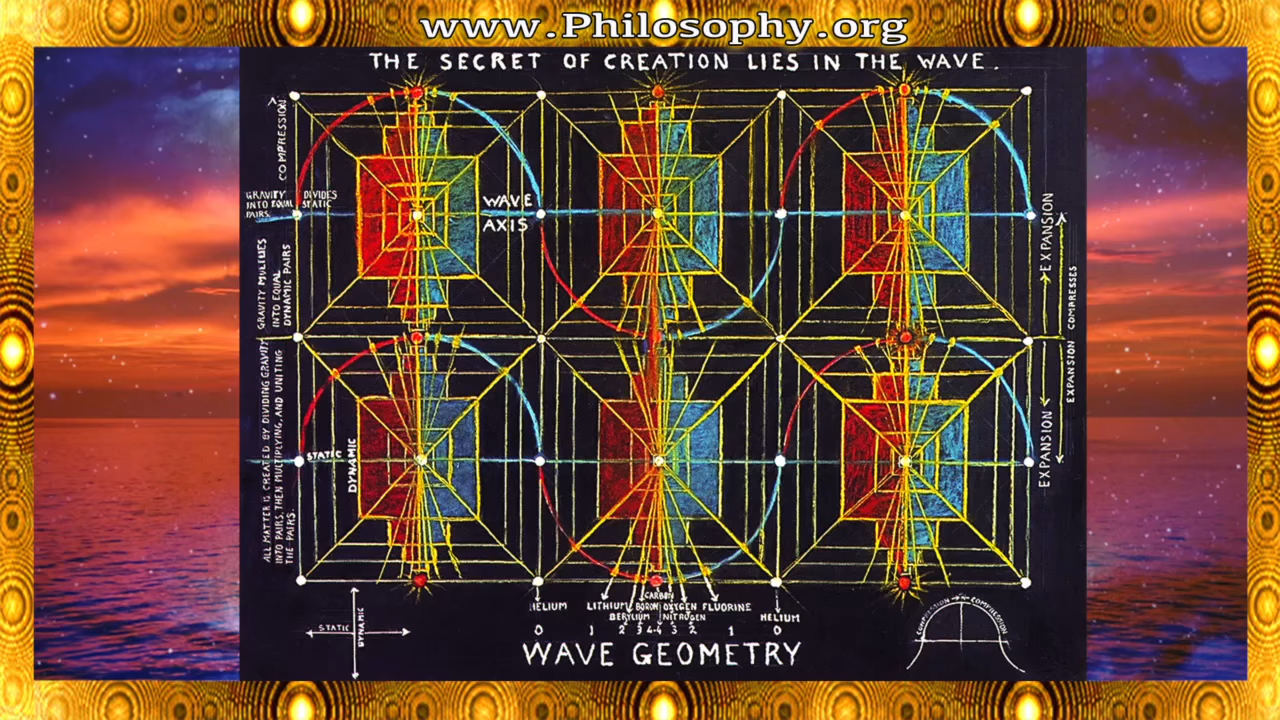 www.Philosophy.org
THE SECRET OF CREATION LIES IN THE WAVE.
COMPRESSION
GRAVITY DIVIDES
INTO EQUAL STATIC
PAIRS.
WAVE
AXIS
EXPANSION
GRAVITY MULTIPLIES
INTO EQUAL
DYNAMIC PAIRS
EXPANSION COMPRESSES
ALL MATTER IS CREATED BY DIVIDING GRAVITY
INTO PAIRS, THEN MULTIPLYING, AND UNITING
THE PAIRS.
STATIC
DYNAMIC
EXPANSION
STATIC
DYNAMIC
CARBON
HELIUM LITHIUM BORON OXYGEN FLUORINE
BERYLIUM NITROGEN HELIUM
0 1 2 3 4-4 3 2 1 0
WAVE GEOMETRY
COMPRESSION COMPRESSION